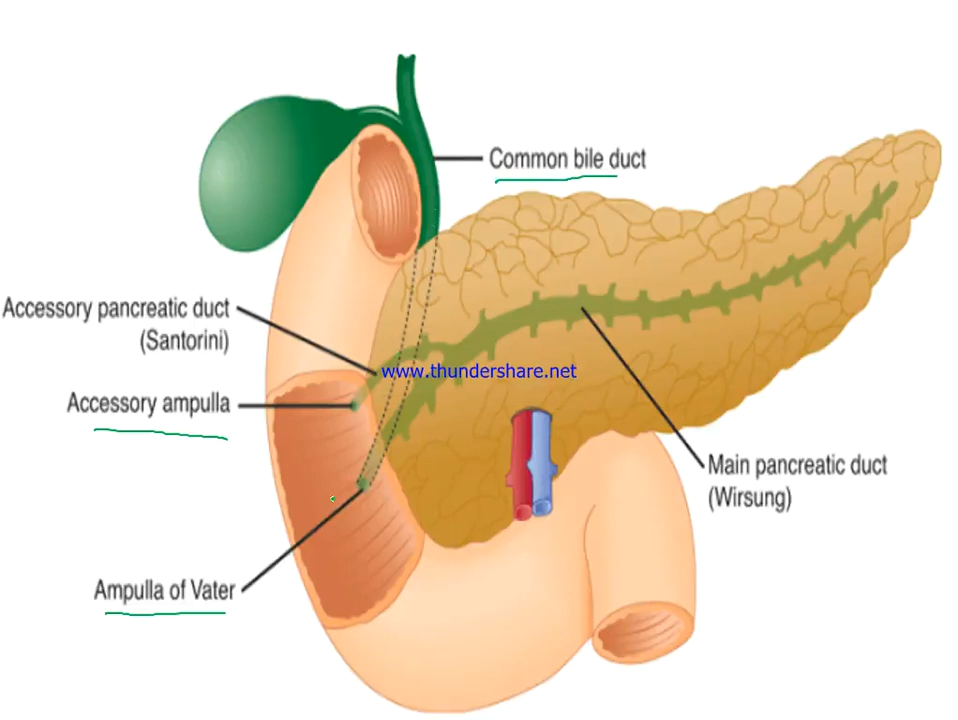 Common bile duct
Accessory pancreatic duct
(Santorini)
www.thundershare.net
Accessory ampulla
Main pancreatic duct
(Wirsung)
Ampulla of Vater